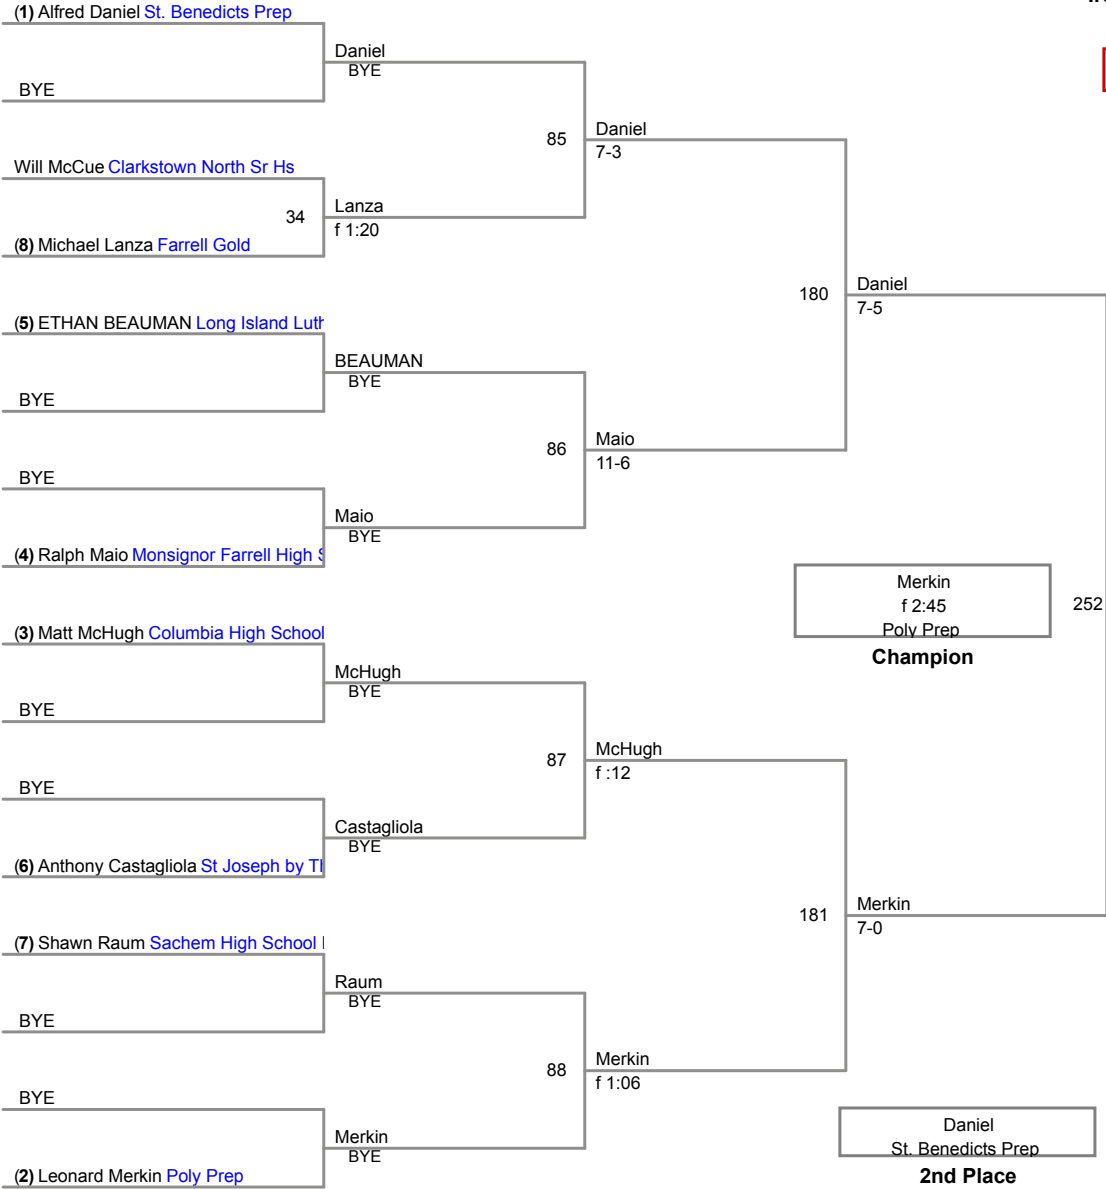 (1) Alfred Daniel St. Benedicts Prep
Daniel
BYE
BYE
85
Daniel
7-3
Will McCue Clarkstown North Sr Hs
34
Lanza
f 1:20
(8) Michael Lanza Farrell Gold
180
Daniel
7-5
(5) ETHAN BEAUMAN Long Island Luth
BEAUMAN
BYE
BYE
86
Maio
11-6
BYE
Maio
BYE
(4) Ralph Maio Monsignor Farrell High S
Merkin
f 2:45
Poly Prep
252
Champion
(3) Matt McHugh Columbia High School
McHugh
BYE
BYE
87
McHugh
f :12
BYE
Castagliola
BYE
(6) Anthony Castagliola St Joseph by Th
181
Merkin
7-0
(7) Shawn Raum Sachem High School
Raum
BYE
BYE
88
Merkin
f 1:06
BYE
Merkin
BYE
(2) Leonard Merkin Poly Prep
Daniel
St. Benedicts Prep
2nd Place